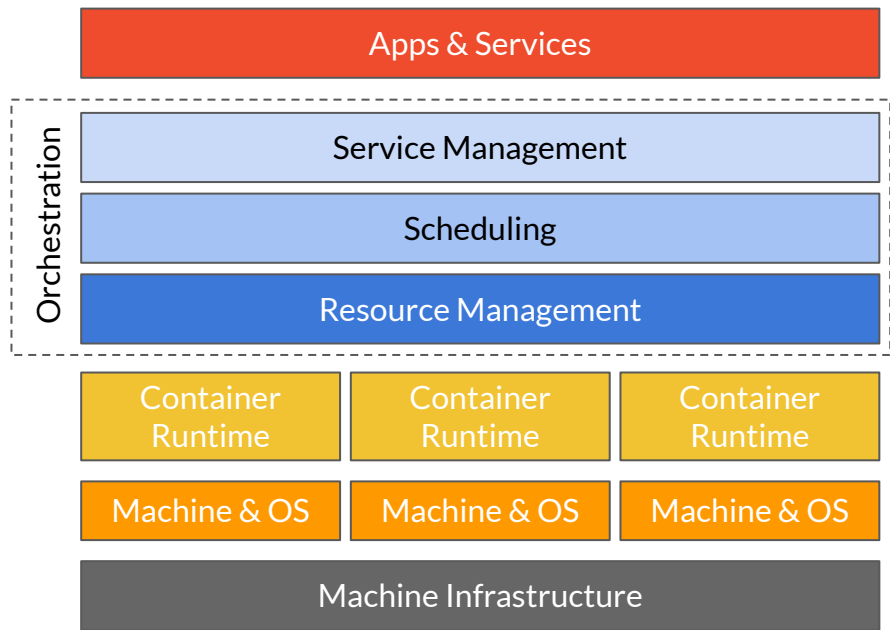 Apps & Services
Orchestration
Service Management
Scheduling
Resource Management
Container
Runtime
Container
Runtime
Container
Runtime
Machine & OS
Machine & OS
Machine & OS
Machine Infrastructure